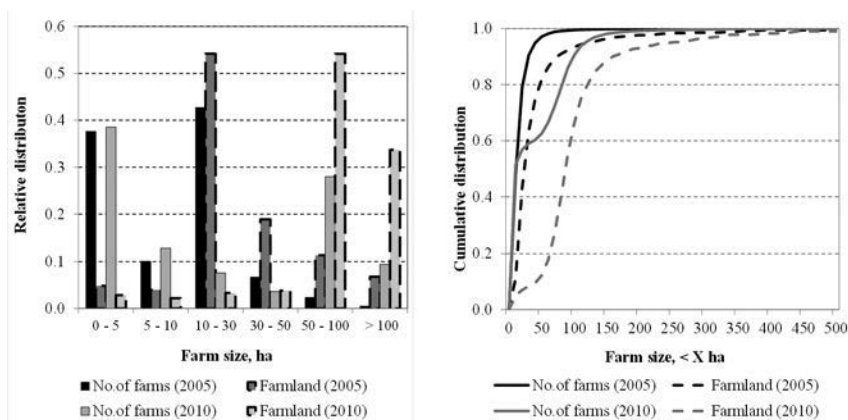 Relative distributon
0.6
0.5
0.4
0.3
0.2
0.1
0.0
0 - 5 5 - 10 10 - 30 30 - 50 50 - 100 > 100
Farm size, ha
No.of farms (2005) Farmland (2005)
No.of farms (2010) Farmland (2010)
Cumulative distribution
1.0
0.8
0.6
0.4
0.2
0.0
0 50 100 150 200 250 300 350 400 450 500
Farm size, < X ha
No.of farms (2005) Farmland (2005)
No.of farms (2010) Farmland (2010)